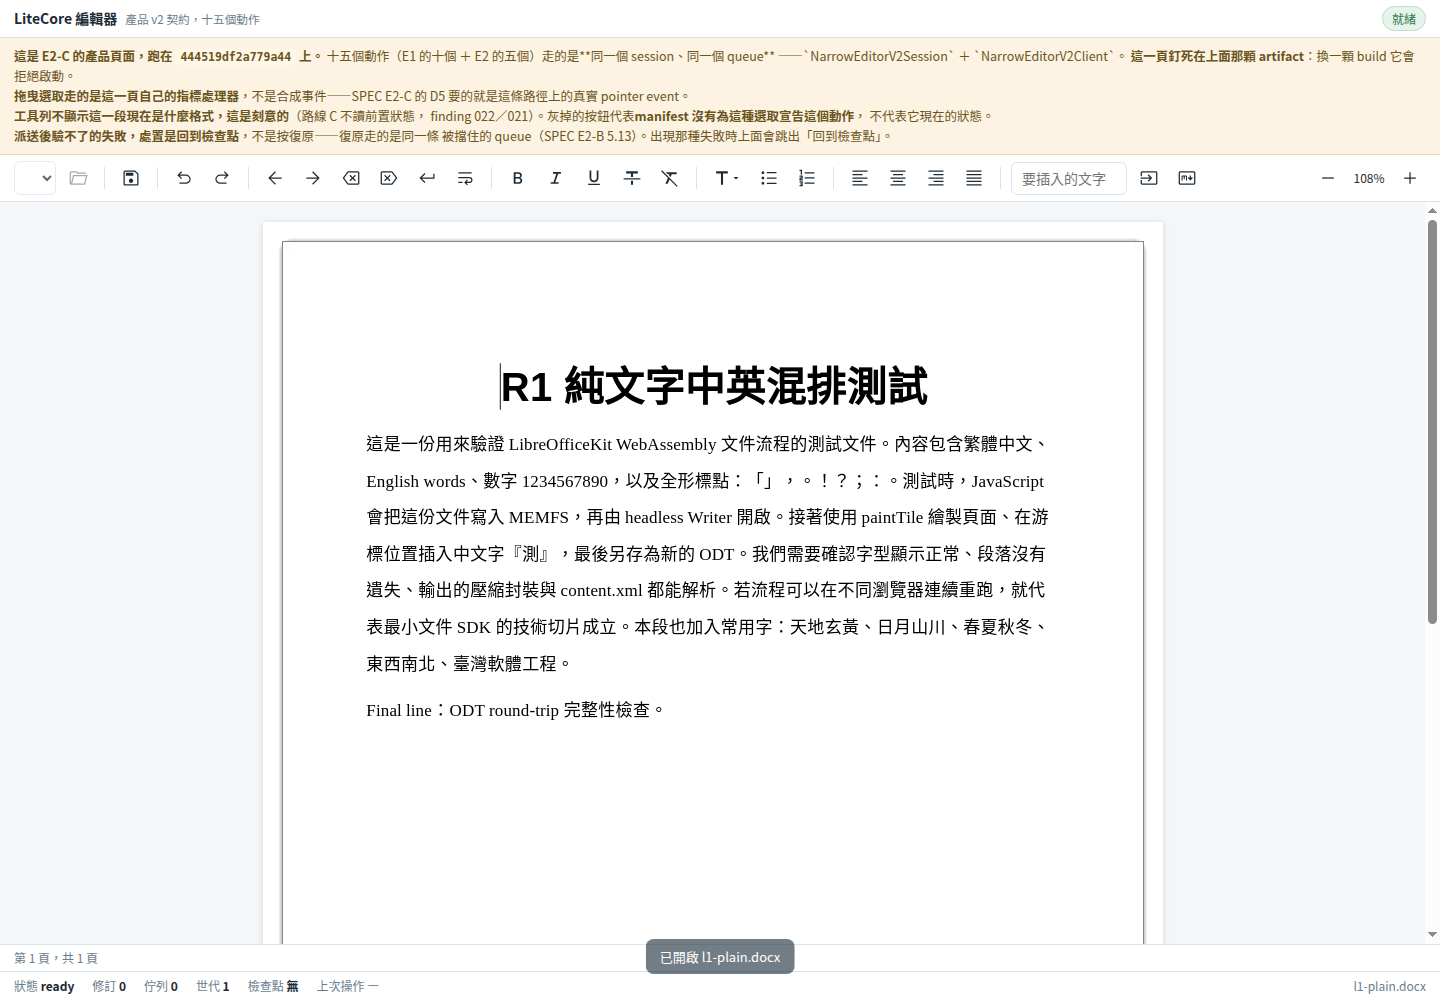 LiteCore 編輯器 產品 v2 契約，十五個動作 就緒
這是 E2-C 的產品頁面，跑在 444519df2a779a44 上。 十五個動作（E1 的十個 ＋ E2 的五個）走的是**同一個 session、同一個 queue** ──`NarrowEditorV2Session` ＋ `NarrowEditorV2Client`。 這一頁釘死在上面那顆 artifact：換一顆 build 它會
拒絕啟動。
拖曳選取走的是這一頁自己的指標處理器，不是合成事件──SPEC E2-C 的 D5 要的就是這條路徑上的真實 pointer event。
工具列不顯示這一段現在是什麼格式，這是刻意的（路線 C 不讀前置狀態， finding 022／021）。灰掉的按鈕代表manifest 沒有為這種選取宣告這個動作， 不代表它現在的狀態。
派送後驗不了的失敗，處置是回到檢查點，不是按復原──復原走的是同一條 被擋住的 queue（SPEC E2-B 5.13）。出現那種失敗時上面會跳出「回到檢查點」。
要插入的文字 108%
R1 純文字中英混排測試
這是一份用來驗證 LibreOfficeKit WebAssembly 文件流程的測試文件。內容包含繁體中文、
English words、數字 1234567890，以及全形標點：「」，。！？；：。測試時，JavaScript
會把這份文件寫入 MEMFS，再由 headless Writer 開啟。接著使用 paintTile 繪製頁面、在游
標位置插入中文字『測』，最後另存為新的 ODT。我們需要確認字型顯示正常、段落沒有
遺失、輸出的壓縮封裝與 content.xml 都能解析。若流程可以在不同瀏覽器連續重跑，就代
表最小文件 SDK 的技術切片成立。本段也加入常用字：天地玄黃、日月山川、春夏秋冬、
東西南北、臺灣軟體工程。
Final line：ODT round-trip 完整性檢查。
第 1 頁，共 1 頁
已開啟 l1-plain.docx
狀態 ready 修訂 0 佇列 0 世代 1 檢查點 無 上次操作 — l1-plain.docx